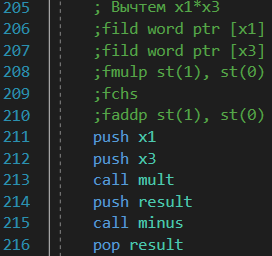 205 ; Вычтем x1*x3
206 ;fild word ptr [x1]
207 ;fild word ptr [x3]
208 ;fmulp st(1), st(0)
209 ;fchs
210 ;faddp st(1), st(0)
211 push x1
212 push x3
213 call mult
214 push result
215 call minus
216 pop result